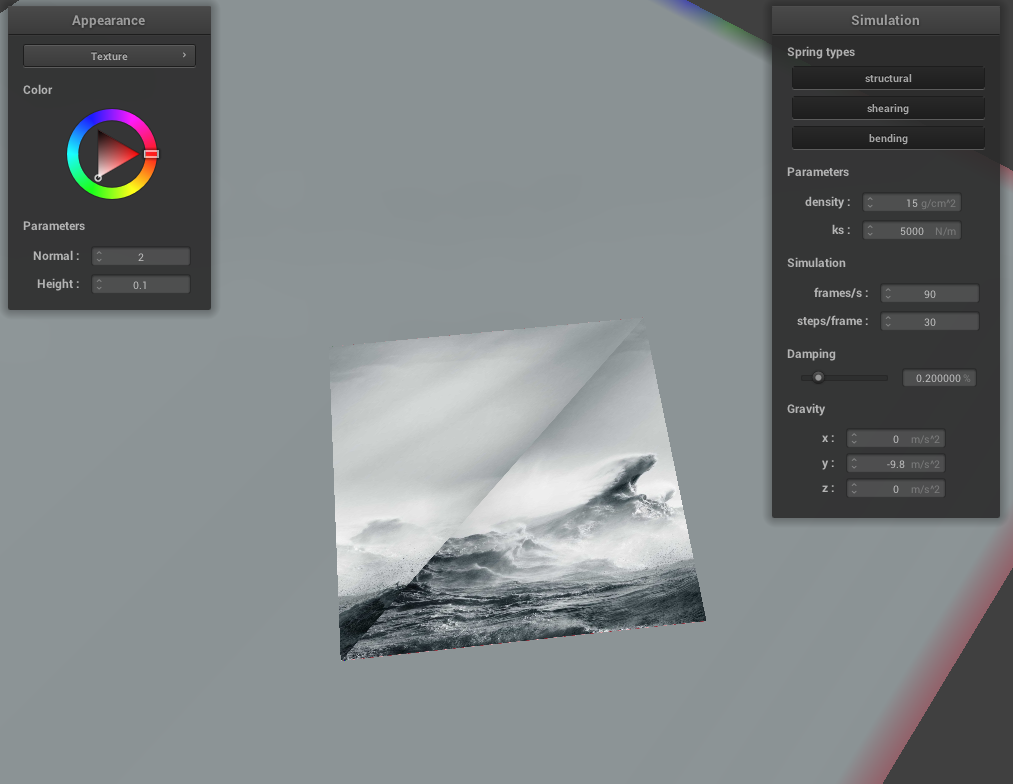 Appearance
Texture
Color
Parameters
Normal : 2
Height : 0.1
Simulation
Spring types
structural
shearing
bending
Parameters
density : 15 g/cm^2
ks : 5000 N/m
Simulation
frames/s : 90
steps/frame : 30
Damping
0.200000 %
Gravity
x : 0 m/s^2
y : -9.8 m/s^2
z : 0 m/s^2